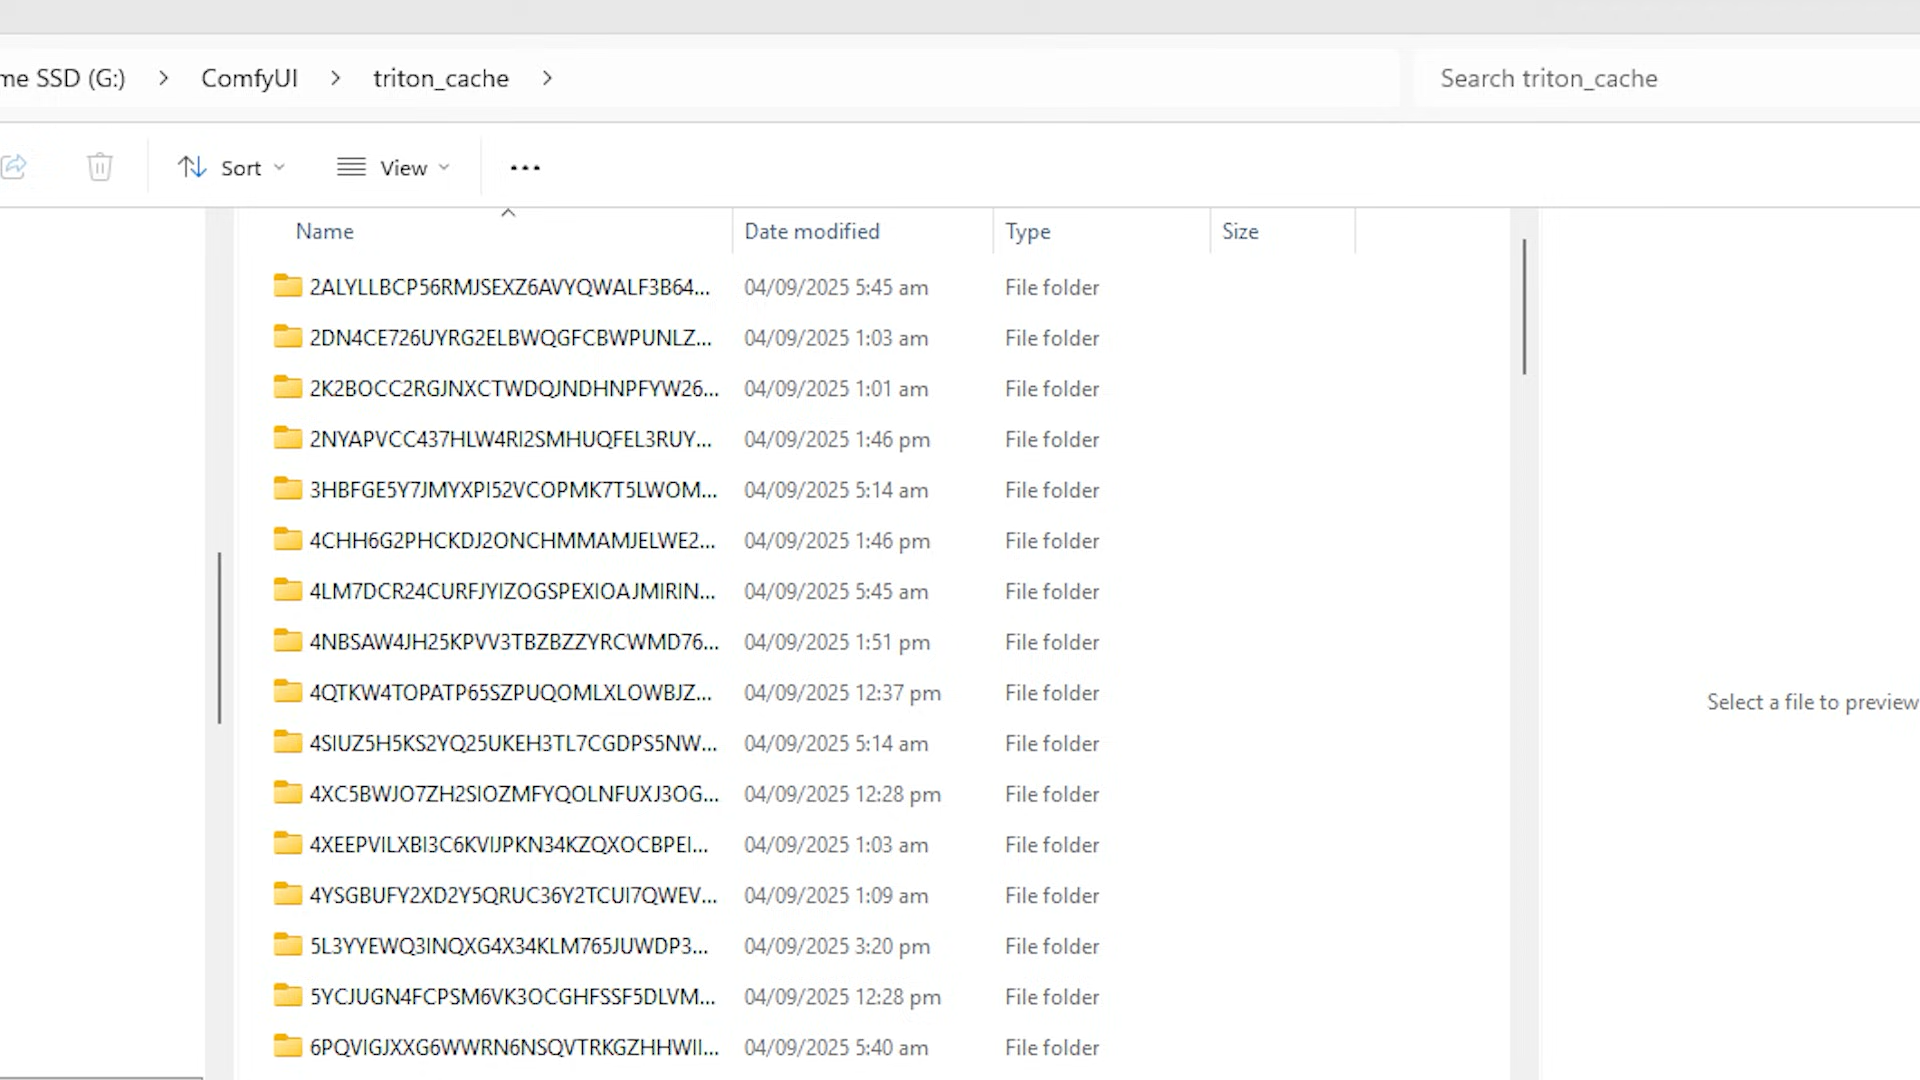 me SSD (G:) > ComfyUI > triton_cache >
Search triton_cache
Sort
View
Name Date modified Type Size
2ALYLLBCP56RMJSEXZ6AVYQWALF3B64... 04/09/2025 5:45 am File folder
2DN4CE726UYRG2ELBWQGFCBWPUNLZ... 04/09/2025 1:03 am File folder
2K2BOCC2RGJNXCTWDQJNDHNPFYW26... 04/09/2025 1:01 am File folder
2NYAPVCC437HLW4RI2SMHUQFEL3RUY... 04/09/2025 1:46 pm File folder
3HBFGE5Y7JMYXPI52VCOPMK7T5LWOM... 04/09/2025 5:14 am File folder
4CHH6G2PHCKDJ2ONCHMMAMJELWE2... 04/09/2025 1:46 pm File folder
4LM7DCR24CURFJYIZOGSPEXIOAJMIRIN... 04/09/2025 5:45 am File folder
4NBSAW4JH25KPVV3TBZBZZYRCWMD76... 04/09/2025 1:51 pm File folder
4QTKW4TOPATP65SZPUQOMLXLOWBJZ... 04/09/2025 12:37 pm File folder
4SIUZ5H5KS2YQ25UKEH3TL7CGDPS5NW... 04/09/2025 5:14 am File folder
4XC5BWJO7ZH2SIOZMFYQOLNFUXJ3OG... 04/09/2025 12:28 pm File folder
4XEEPVILXBI3C6KVIJPKN34KZQXOCBPEI... 04/09/2025 1:03 am File folder
4YSGBUFY2XD2Y5QRUC36Y2TCUI7QWEV... 04/09/2025 1:09 am File folder
5L3YYEWQ3INQXG4X34KLM765JUWDP3... 04/09/2025 3:20 pm File folder
5YCJUGN4FCPSM6VK3OCGHFSSF5DLVM... 04/09/2025 12:28 pm File folder
6PQVIGJXXG6WWRN6NSQVTRKGZHHWII... 04/09/2025 5:40 am File folder
Select a file to preview